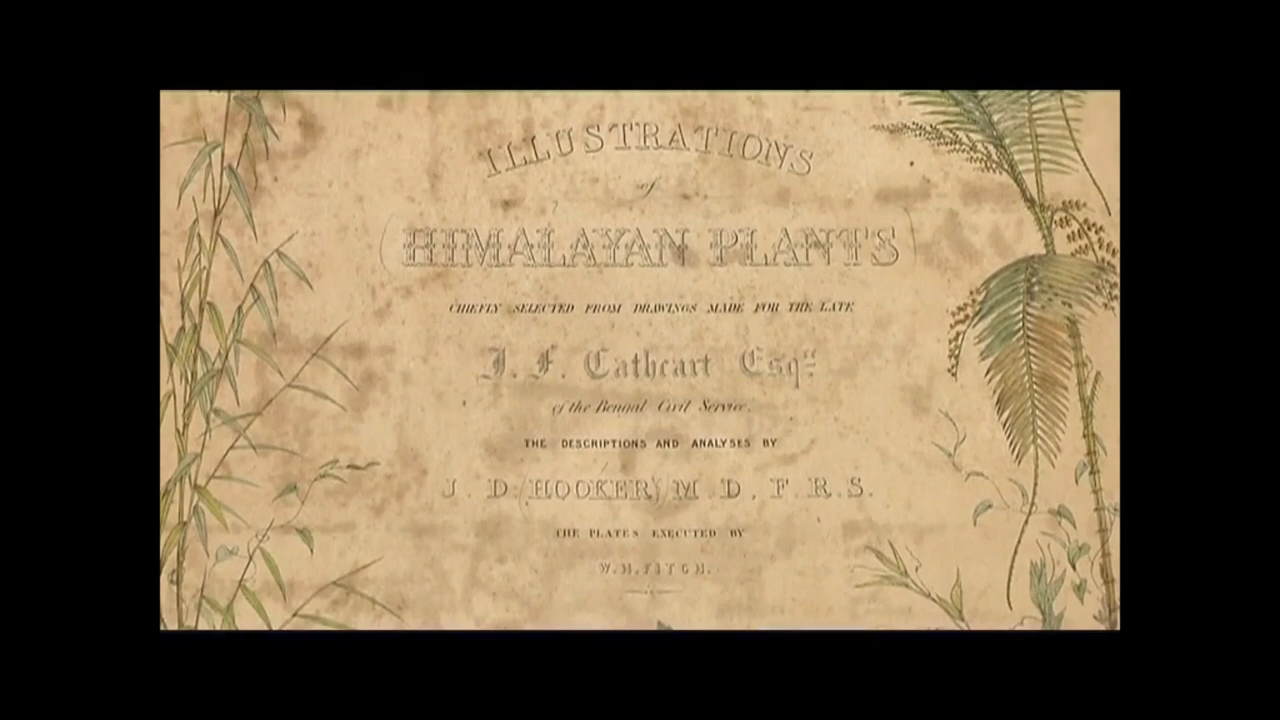 ILLUSTRATIONS
of
HIMALAYAN PLANTS
CHIEFLY SELECTED FROM DRAWINGS MADE FOR THE LATE
J. F. Cathcart Esqre
of the Bengal Civil Service.
THE DESCRIPTIONS AND ANALYSES BY
J. D. (HOOKER) M.D., F.R.S.
THE PLATES EXECUTED BY
W.H.FITCH.